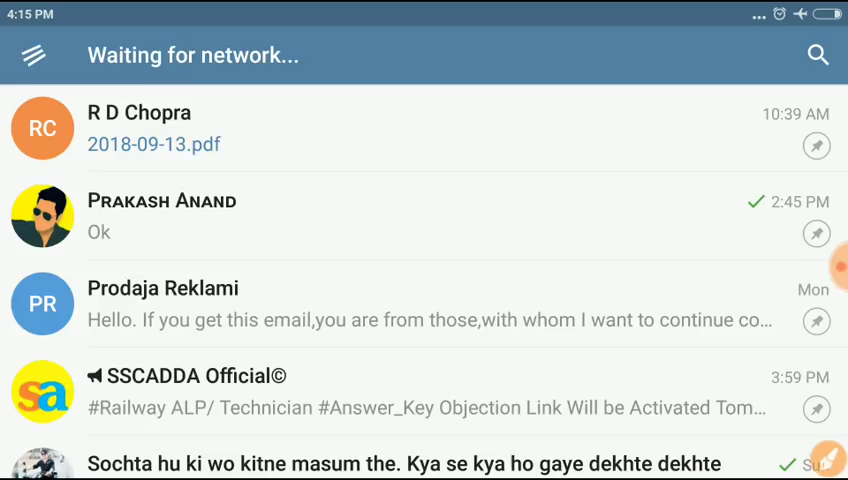 4:15 PM
Waiting for network...
RC
R D Chopra
10:39 AM
2018-09-13.pdf
Pʀᴀᴋᴀsʜ Aɴᴀɴᴅ
2:45 PM
Ok
PR
Prodaja Reklami
Mon
Hello. If you get this email,you are from those,with whom I want to continue co...
sa
SSCADDA Official©
3:59 PM
#Railway ALP/ Technician #Answer_Key Objection Link Will be Activated Tom...
Sochta hu ki wo kitne masum the. Kya se kya ho gaye dekhte dekhte